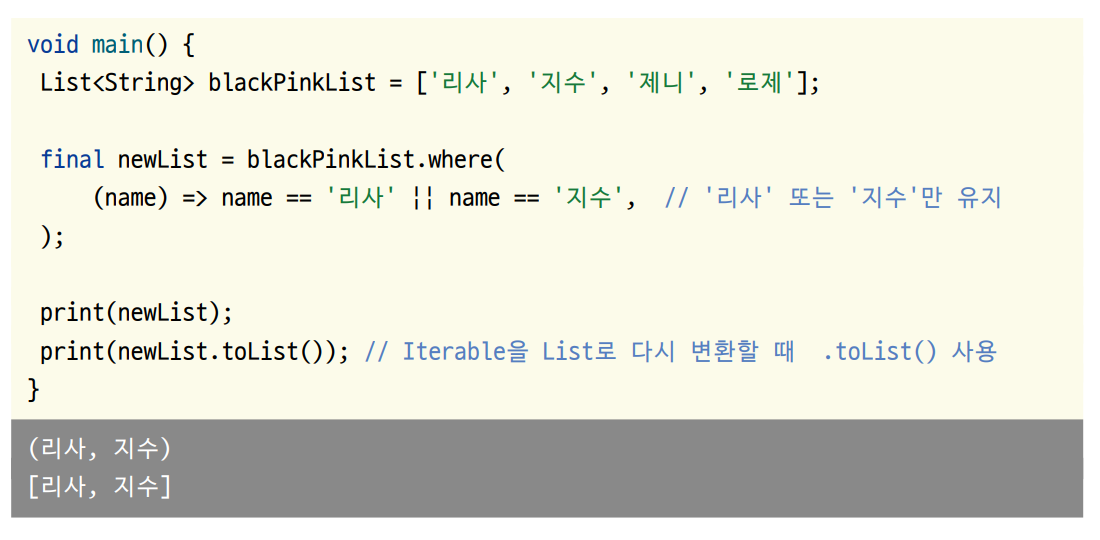 void main() {
List<String> blackPinkList = ['리사', '지수', '제니', '로제'];
final newList = blackPinkList.where(
(name) => name == '리사' || name == '지수', // '리사' 또는 '지수'만 유지
);
print(newList);
print(newList.toList()); // Iterable을 List로 다시 변환할 때 .toList() 사용
}
(리사, 지수)
[리사, 지수]